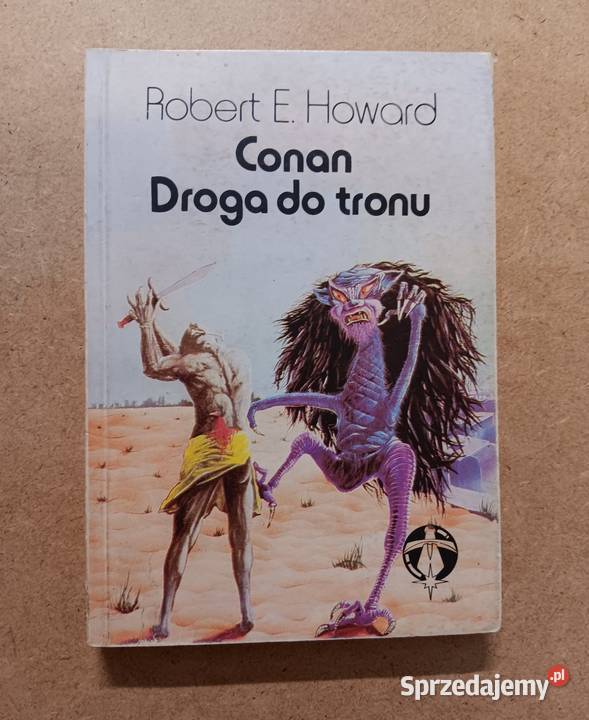 Robert E. Howard
Conan
Droga do tronu
Sprzedajemy.pl